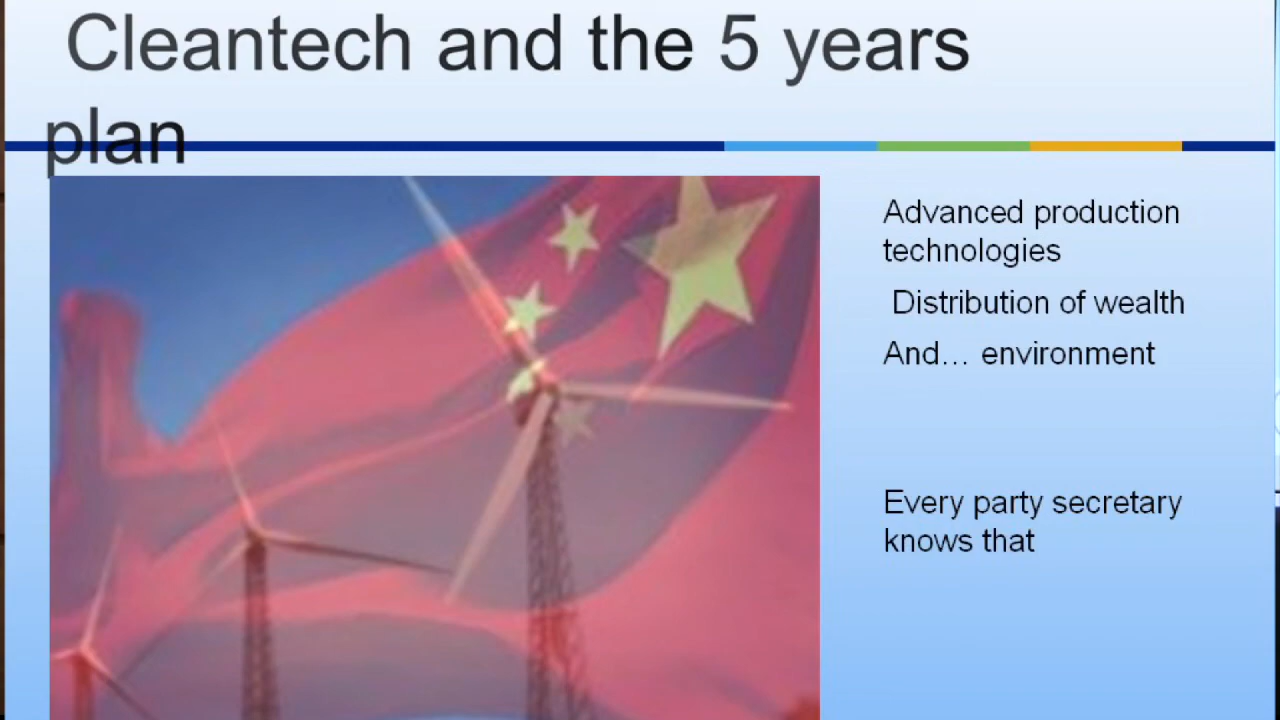 Cleantech and the 5 years
plan
Advanced production
technologies
Distribution of wealth
And... environment
Every party secretary
knows that